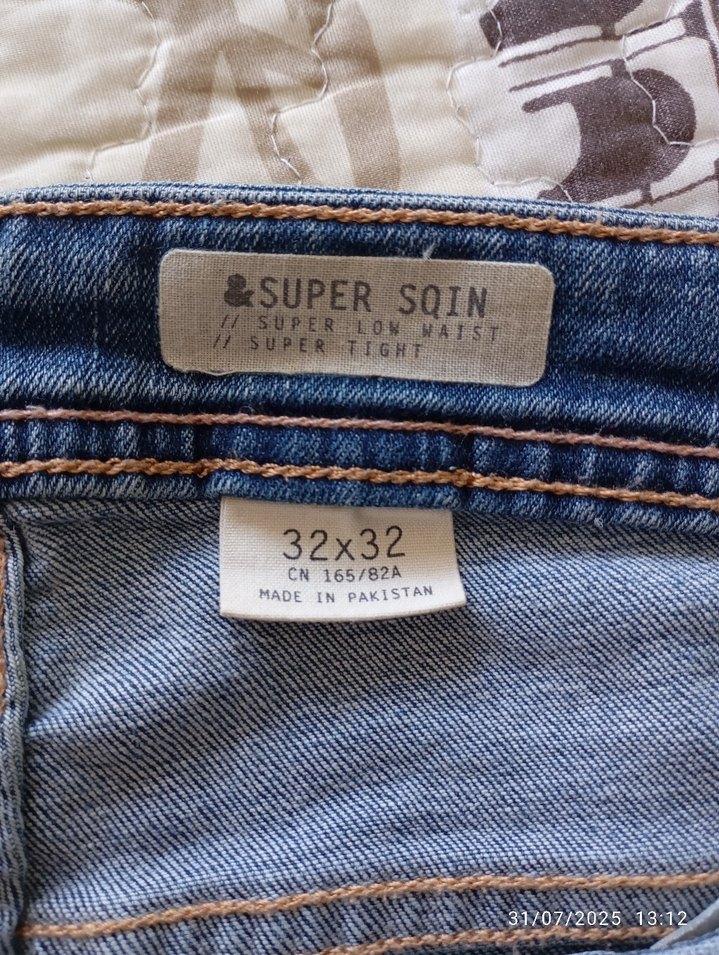 &SUPER SQIN
// SUPER LOW WAIST
// SUPER TIGHT
32x32
CN 165/82A
MADE IN PAKISTAN
31/07/2025 13:12